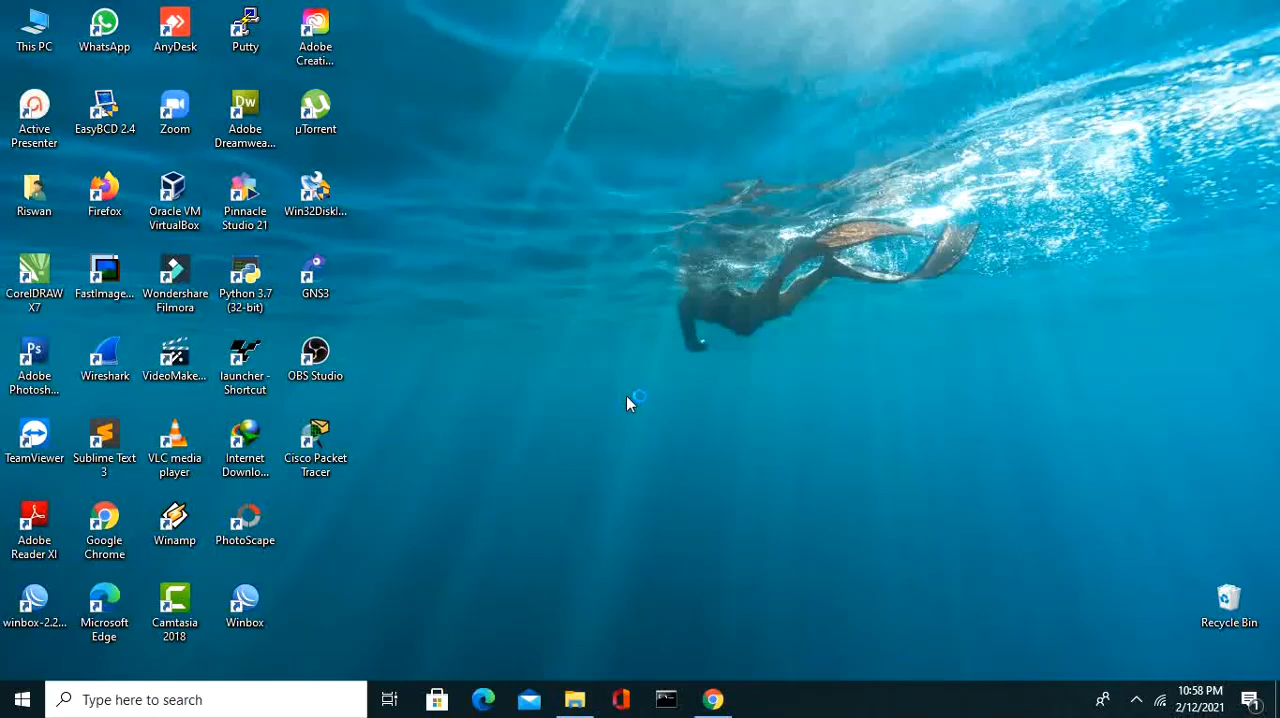 This PC
WhatsApp
AnyDesk
Putty
Adobe
Creati...
Active
Presenter
EasyBCD 2.4
Zoom
Adobe
Dreamwea...
µTorrent
Riswan
Firefox
Oracle VM
VirtualBox
Pinnacle
Studio 21
Win32DiskI...
CorelDRAW
X7
FastImage...
Wondershare
Filmora
Python 3.7
(32-bit)
GNS3
Adobe
Photosh...
Wireshark
VideoMake...
launcher -
Shortcut
OBS Studio
TeamViewer
Sublime Text
3
VLC media
player
Internet
Downlo...
Cisco Packet
Tracer
Adobe
Reader XI
Google
Chrome
Winamp
PhotoScape
winbox-2.2...
Microsoft
Edge
Camtasia
2018
Winbox
Recycle Bin
Type here to search
10:58 PM
2/12/2021
1
Dw
Ps